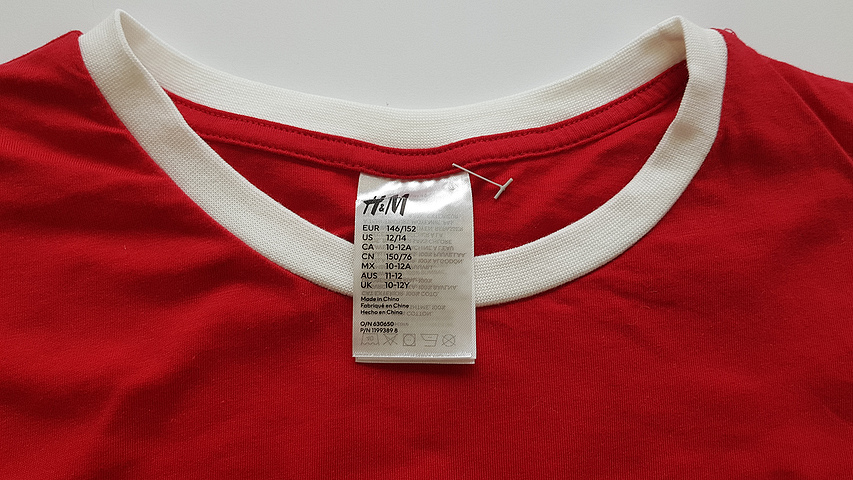 H&M
EUR 146/152
US 12/14
CA 10-12A
CN 150/76
MX 10-12A
AUS 11-12
UK 10-12Y
Made in China
Fabriqué en Chine
Hecho en China
O/N 630650
P/N 1199389 8